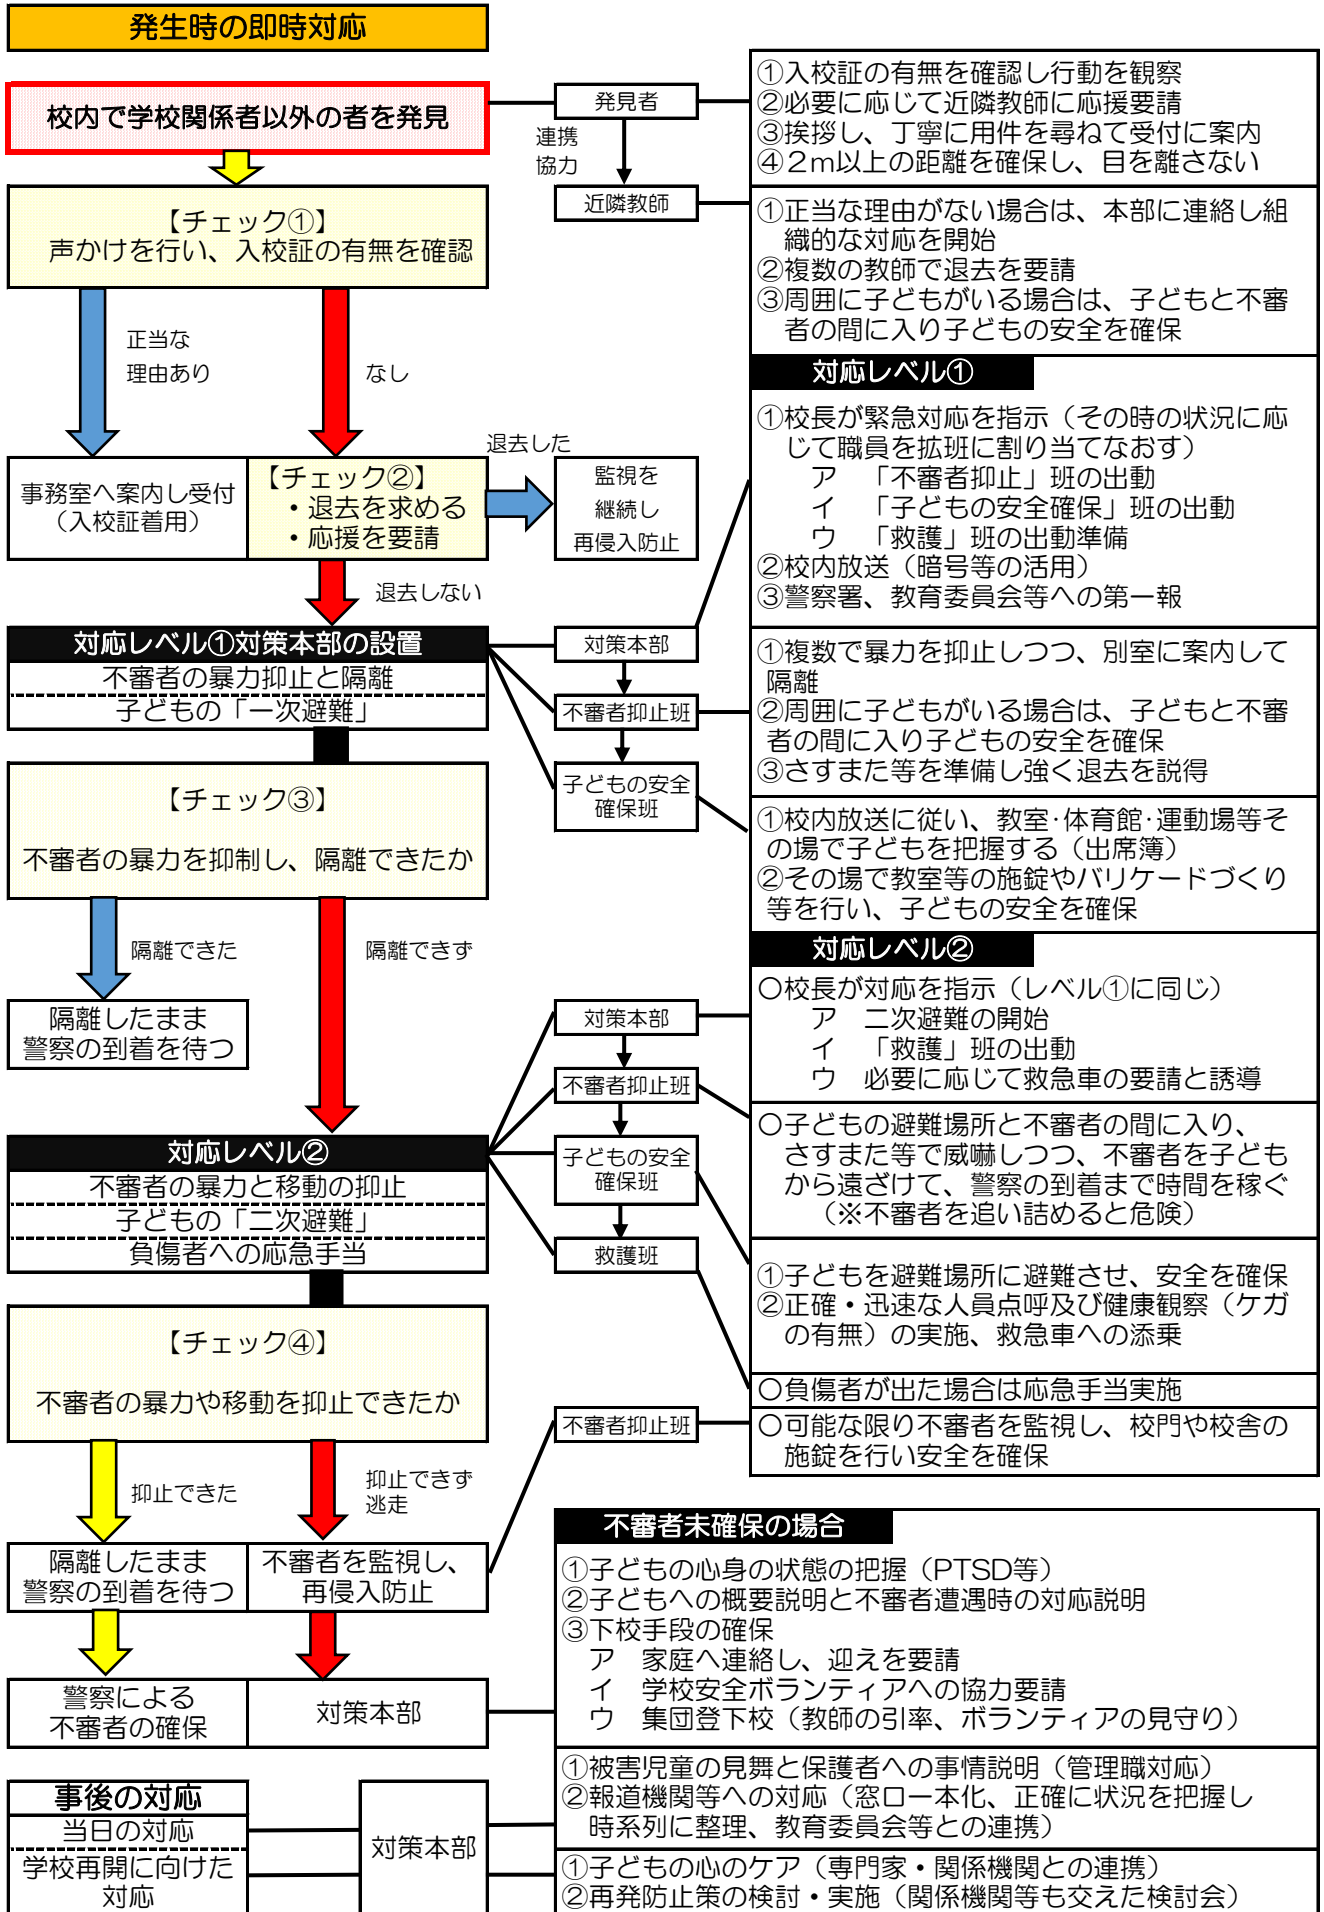 発生時の即時対応
校内で学校関係者以外の者を発見
発見者
連携
協力
近隣教師
①入校証の有無を確認し行動を観察
②必要に応じて近隣教師に応援要請
③挨拶し、丁寧に用件を尋ねて受付に案内
④２ｍ以上の距離を確保し、目を離さない
①正当な理由がない場合は、本部に連絡し組
織的な対応を開始
②複数の教師で退去を要請
③周囲に子どもがいる場合は、子どもと不審
者の間に入り子どもの安全を確保
【チェック①】
声かけを行い、入校証の有無を確認
正当な
理由あり
なし
事務室へ案内し受付
（入校証着用）
【チェック②】
・退去を求める
・応援を要請
退去した
監視を
継続し
再侵入防止
退去しない
対応レベル①
①校長が緊急対応を指示（その時の状況に応
じて職員を拡班に割り当てなおす）
ア　「不審者抑止」班の出動
イ　「子どもの安全確保」班の出動
ウ　「救護」班の出動準備
②校内放送（暗号等の活用）
③警察署、教育委員会等への第一報
対応レベル①対策本部の設置
不審者の暴力抑止と隔離
子どもの「一次避難」
対策本部
不審者抑止班
子どもの安全
確保班
①複数で暴力を抑止しつつ、別室に案内して
隔離
②周囲に子どもがいる場合は、子どもと不審
者の間に入り子どもの安全を確保
③さすまた等を準備し強く退去を説得
①校内放送に従い、教室･体育館･運動場等そ
の場で子どもを把握する（出席簿）
②その場で教室等の施錠やバリケードづくり
等を行い、子どもの安全を確保
【チェック③】
不審者の暴力を抑制し、隔離できたか
隔離できた
隔離できず
隔離したまま
警察の到着を待つ
対応レベル②
〇校長が対応を指示（レベル①に同じ）
ア　二次避難の開始
イ　「救護」班の出動
ウ　必要に応じて救急車の要請と誘導
対策本部
不審者抑止班
子どもの安全
確保班
救護班
〇子どもの避難場所と不審者の間に入り、
さすまた等で威嚇しつつ、不審者を子ども
から遠ざけて、警察の到着まで時間を稼ぐ
（※不審者を追い詰めると危険）
①子どもを避難場所に避難させ、安全を確保
②正確・迅速な人員点呼及び健康観察（ケガ
の有無）の実施、救急車への添乗
〇負傷者が出た場合は応急手当実施
対応レベル②
不審者の暴力と移動の抑止
子どもの「二次避難」
負傷者への応急手当
【チェック④】
不審者の暴力や移動を抑止できたか
抑止できた
抑止できず
逃走
不審者抑止班
〇可能な限り不審者を監視し、校門や校舎の
施錠を行い安全を確保
隔離したまま
警察の到着を待つ
不審者を監視し、
再侵入防止
警察による
不審者の確保
対策本部
不審者未確保の場合
①子どもの心身の状態の把握（PTSD等）
②子どもへの概要説明と不審者遭遇時の対応説明
③下校手段の確保
ア　家庭へ連絡し、迎えを要請
イ　学校安全ボランティアへの協力要請
ウ　集団登下校（教師の引率、ボランティアの見守り）
事後の対応
当日の対応
学校再開に向けた
対応
対策本部
①被害児童の見舞と保護者への事情説明（管理職対応）
②報道機関等への対応（窓口一本化、正確に状況を把握し
時系列に整理、教育委員会等との連携）
①子どもの心のケア（専門家・関係機関との連携）
②再発防止策の検討・実施（関係機関等も交えた検討会）